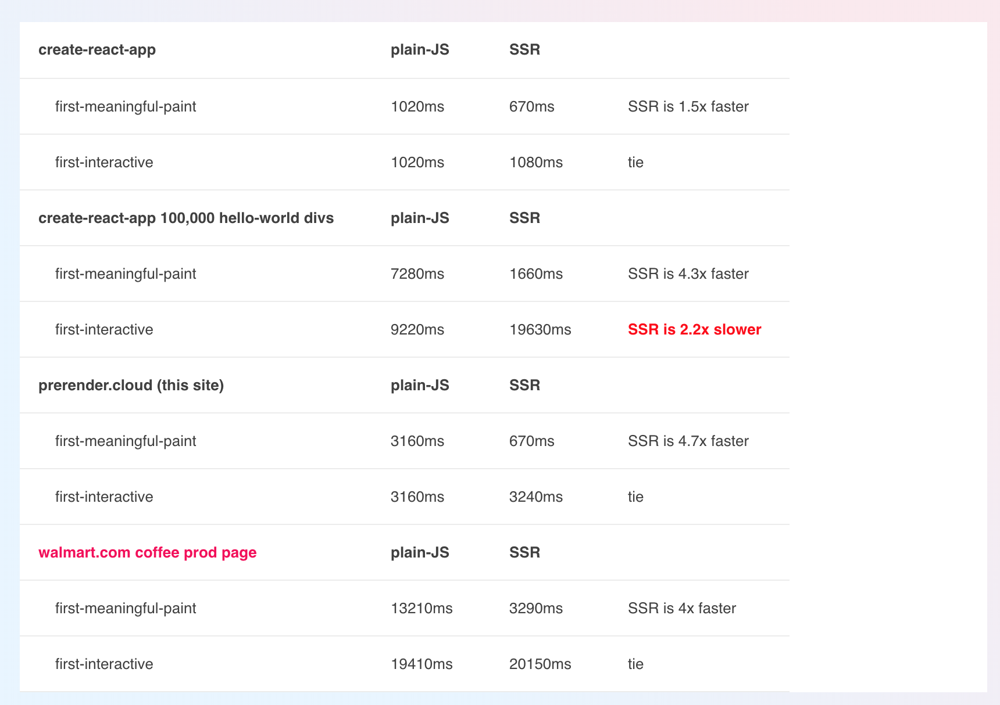 create-react-app plain-JS SSR
first-meaningful-paint 1020ms 670ms SSR is 1.5x faster
first-interactive 1020ms 1080ms tie
create-react-app 100,000 hello-world divs plain-JS SSR
first-meaningful-paint 7280ms 1660ms SSR is 4.3x faster
first-interactive 9220ms 19630ms SSR is 2.2x slower
prerender.cloud (this site) plain-JS SSR
first-meaningful-paint 3160ms 670ms SSR is 4.7x faster
first-interactive 3160ms 3240ms tie
walmart.com coffee prod page plain-JS SSR
first-meaningful-paint 13210ms 3290ms SSR is 4x faster
first-interactive 19410ms 20150ms tie